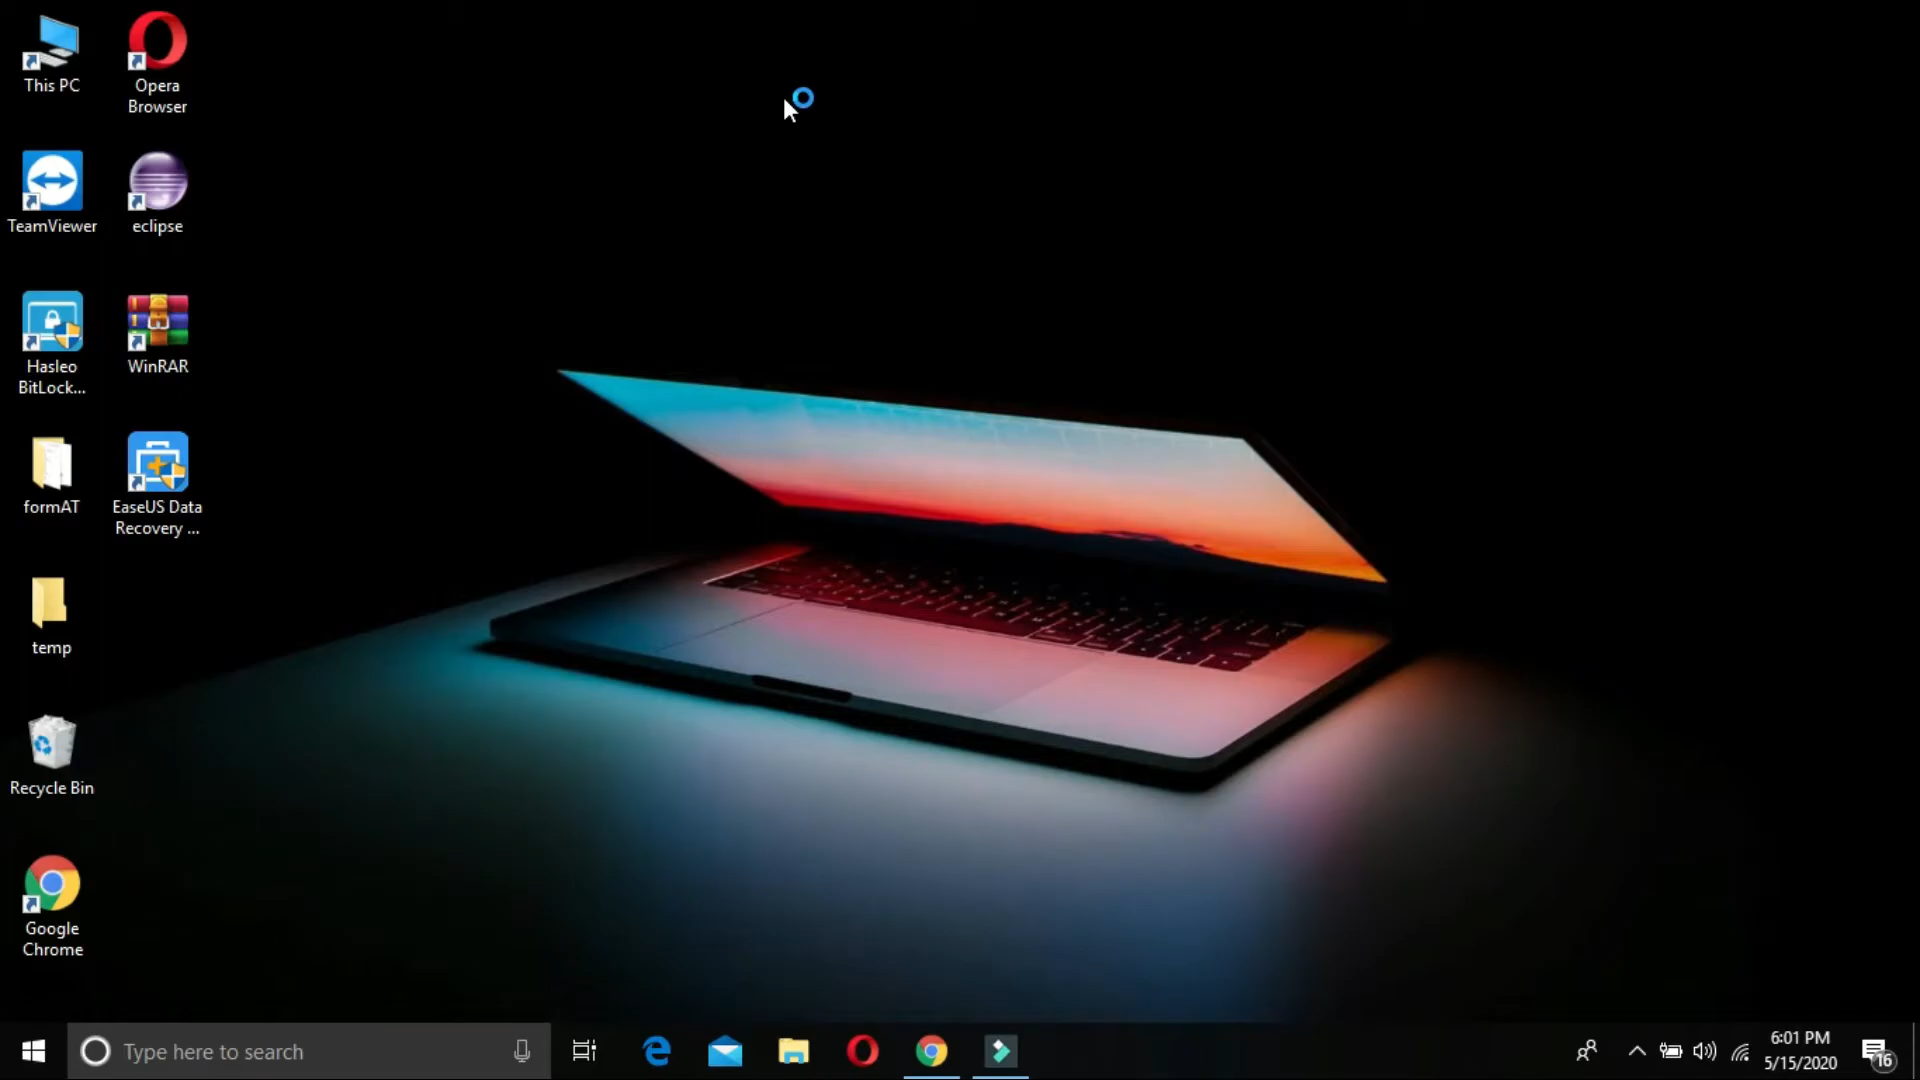 This PC
Opera
Browser
TeamViewer
eclipse
Hasleo
BitLock...
WinRAR
formAT
EaseUS Data
Recovery ...
temp
Recycle Bin
Google
Chrome
Type here to search
6:01 PM
5/15/2020
16